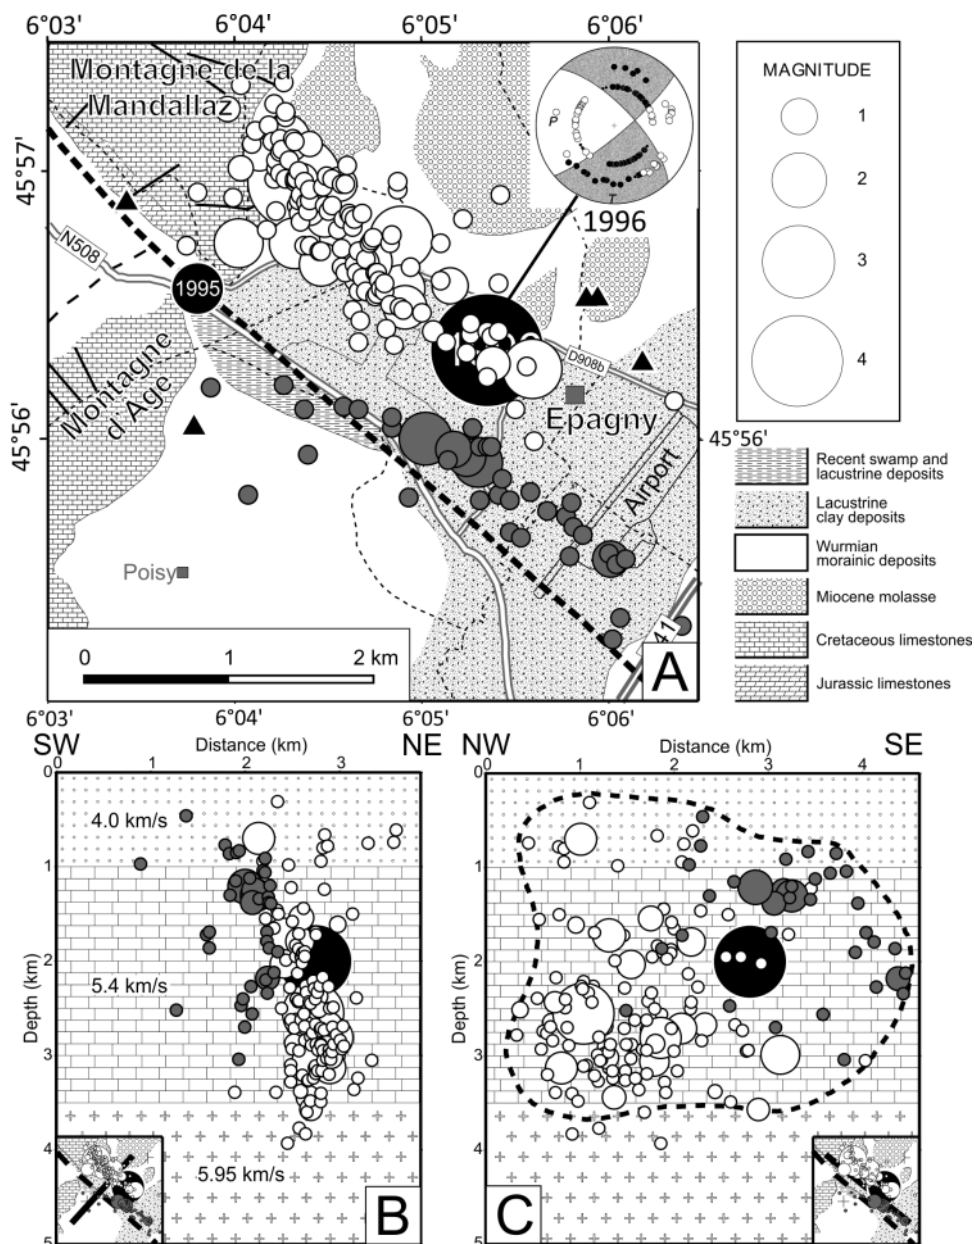 6°03' 6°04' 6°05' 6°06'
Montagne de la
Mandallaz
P
T
1996
45°57' 45°57'
N508
1995
Montagne
d'Age
D908b
Epagny
45°56' 45°56'
Airport
Poisy
41
0 1 2 km
A
6°03' 6°04' 6°05' 6°06'
MAGNITUDE
1
2
3
4
Recent swamp and
lacustrine deposits
Lacustrine
clay deposits
Wurmian
morainic deposits
Miocene molasse
Cretaceous limestones
Jurassic limestones
SW Distance (km) NE
0 1 2 3
0
1
2
3
4
5
Depth (km)
4.0 km/s
5.4 km/s
5.95 km/s
B
NW Distance (km) SE
0 1 2 3 4
0
1
2
3
4
5
Depth (km)
C